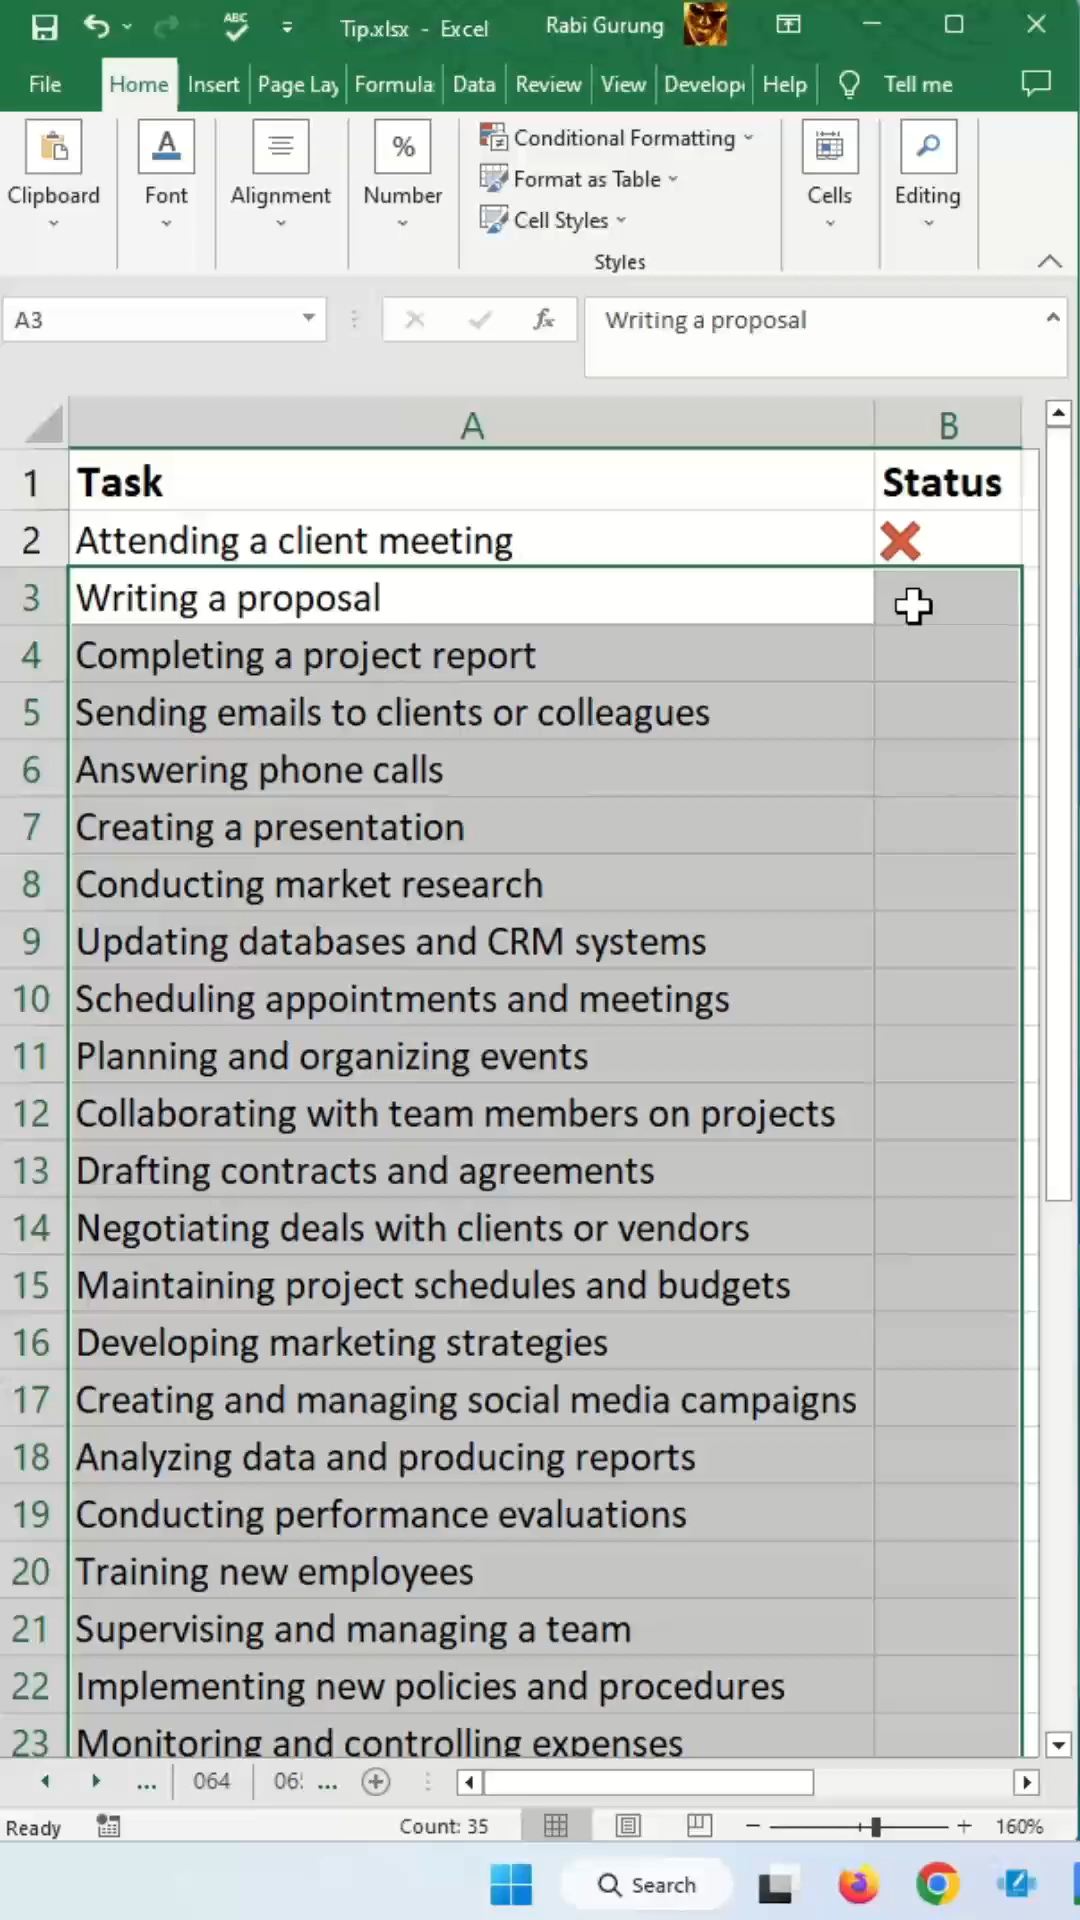 ABC
Tip.xlsx - Excel
Rabi Gurung
File Home Insert Page Lay Formula Data Review View Develop Help Tell me
Clipboard
A
Font
Alignment
%
Number
Conditional Formatting
Format as Table
Cell Styles
Styles
Cells
Editing
A3
fx
Writing a proposal
A B
1 Task Status
2 Attending a client meeting
3 Writing a proposal
4 Completing a project report
5 Sending emails to clients or colleagues
6 Answering phone calls
7 Creating a presentation
8 Conducting market research
9 Updating databases and CRM systems
10 Scheduling appointments and meetings
11 Planning and organizing events
12 Collaborating with team members on projects
13 Drafting contracts and agreements
14 Negotiating deals with clients or vendors
15 Maintaining project schedules and budgets
16 Developing marketing strategies
17 Creating and managing social media campaigns
18 Analyzing data and producing reports
19 Conducting performance evaluations
20 Training new employees
21 Supervising and managing a team
22 Implementing new policies and procedures
23 Monitoring and controlling expenses
... 064 06 ...
Ready Count: 35 160%
Search